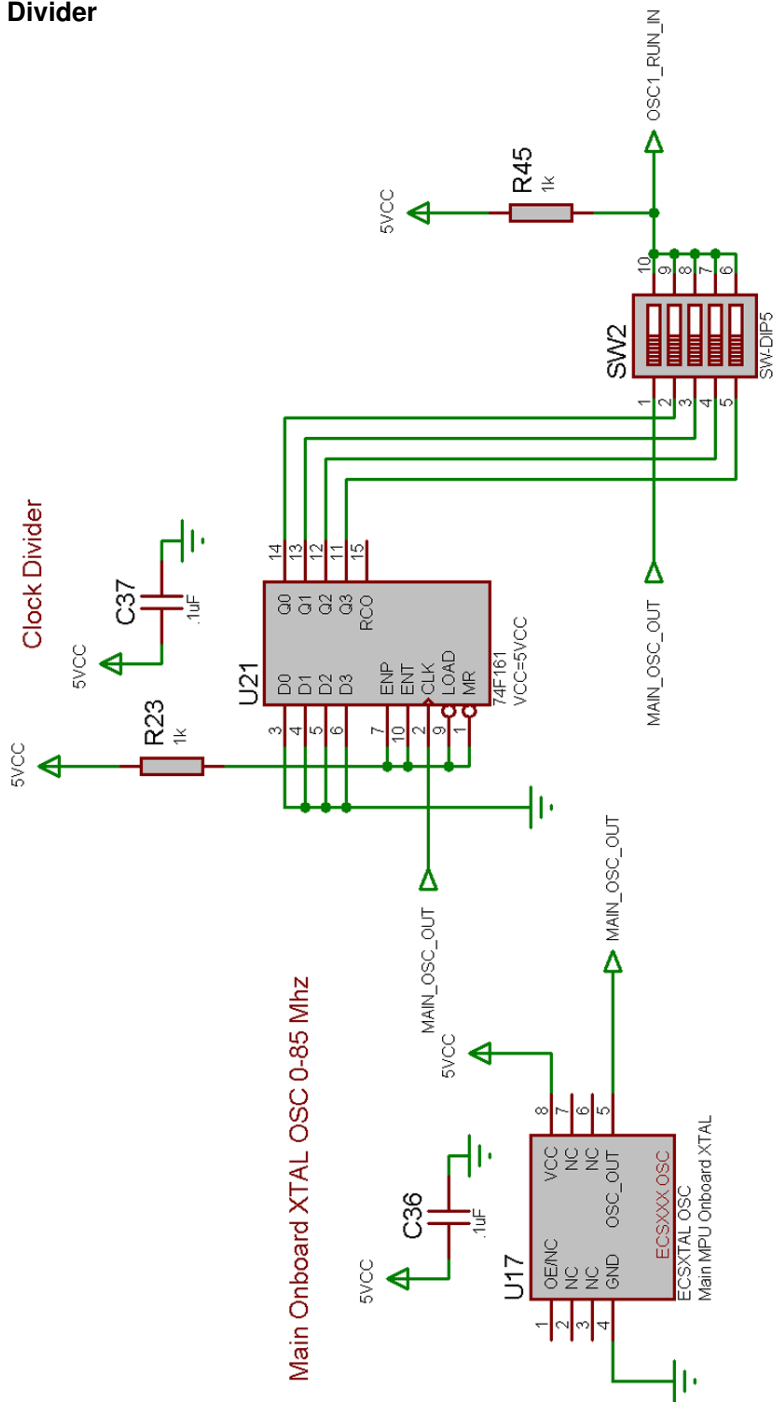 Divider
Main Onboard XTAL OSC 0-85 Mhz
Clock Divider
5VCC
R23
1k
5VCC
C37
.1uF
U21
3
4
5
6
7
10
2
9
1
D0
D1
D2
D3
ENP
ENT
CLK
LOAD
MR
Q0
Q1
Q2
Q3
RCO
14
13
12
11
15
74F161
VCC=5VCC
MAIN_OSC_OUT
5VCC
R45
1k
OSC1_RUN_IN
SW2
1
2
3
4
5
10
9
8
7
6
SW-DIP5
MAIN_OSC_OUT
5VCC
C36
.1uF
5VCC
U17
1
2
3
4
OE/NC
NC
NC
GND
VCC
NC
NC
OSC_OUT
8
7
6
5
ECSXXX OSC
ECSXTAL OSC
Main MPU Onboard XTAL
MAIN_OSC_OUT